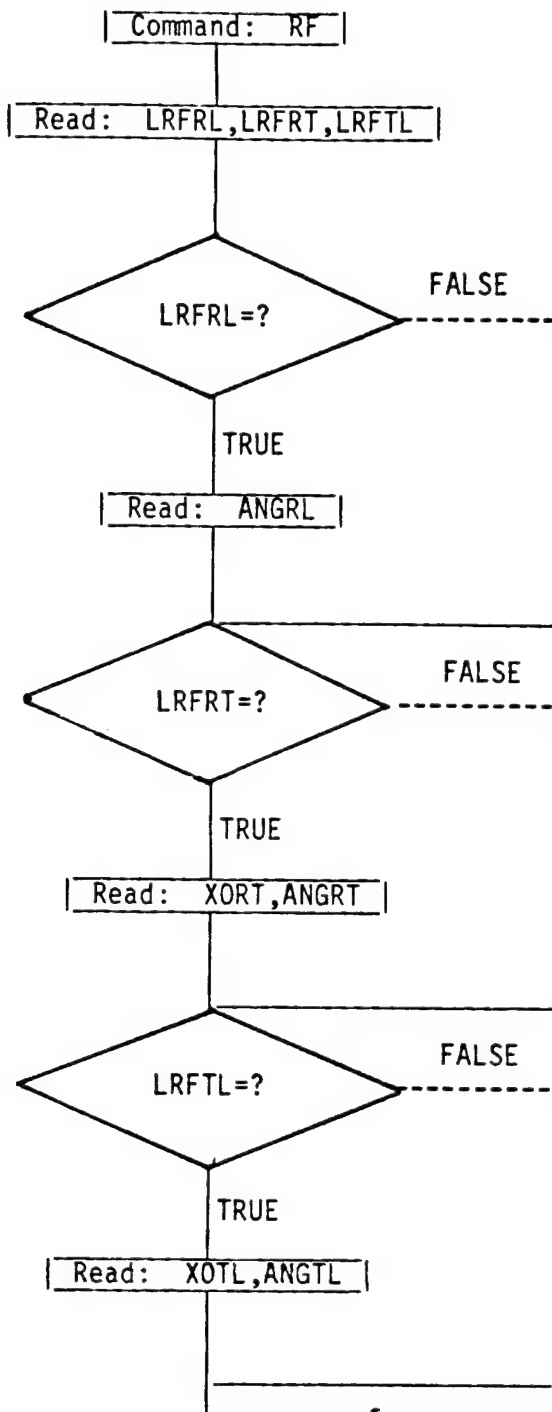 Command: RF
Read: LRFRL,LRFRT,LRFTL
LRFRL=?
FALSE
TRUE
Read: ANGRL
LRFRT=?
FALSE
TRUE
Read: XORT,ANGRT
LRFTL=?
FALSE
TRUE
Read: XOTL,ANGTL